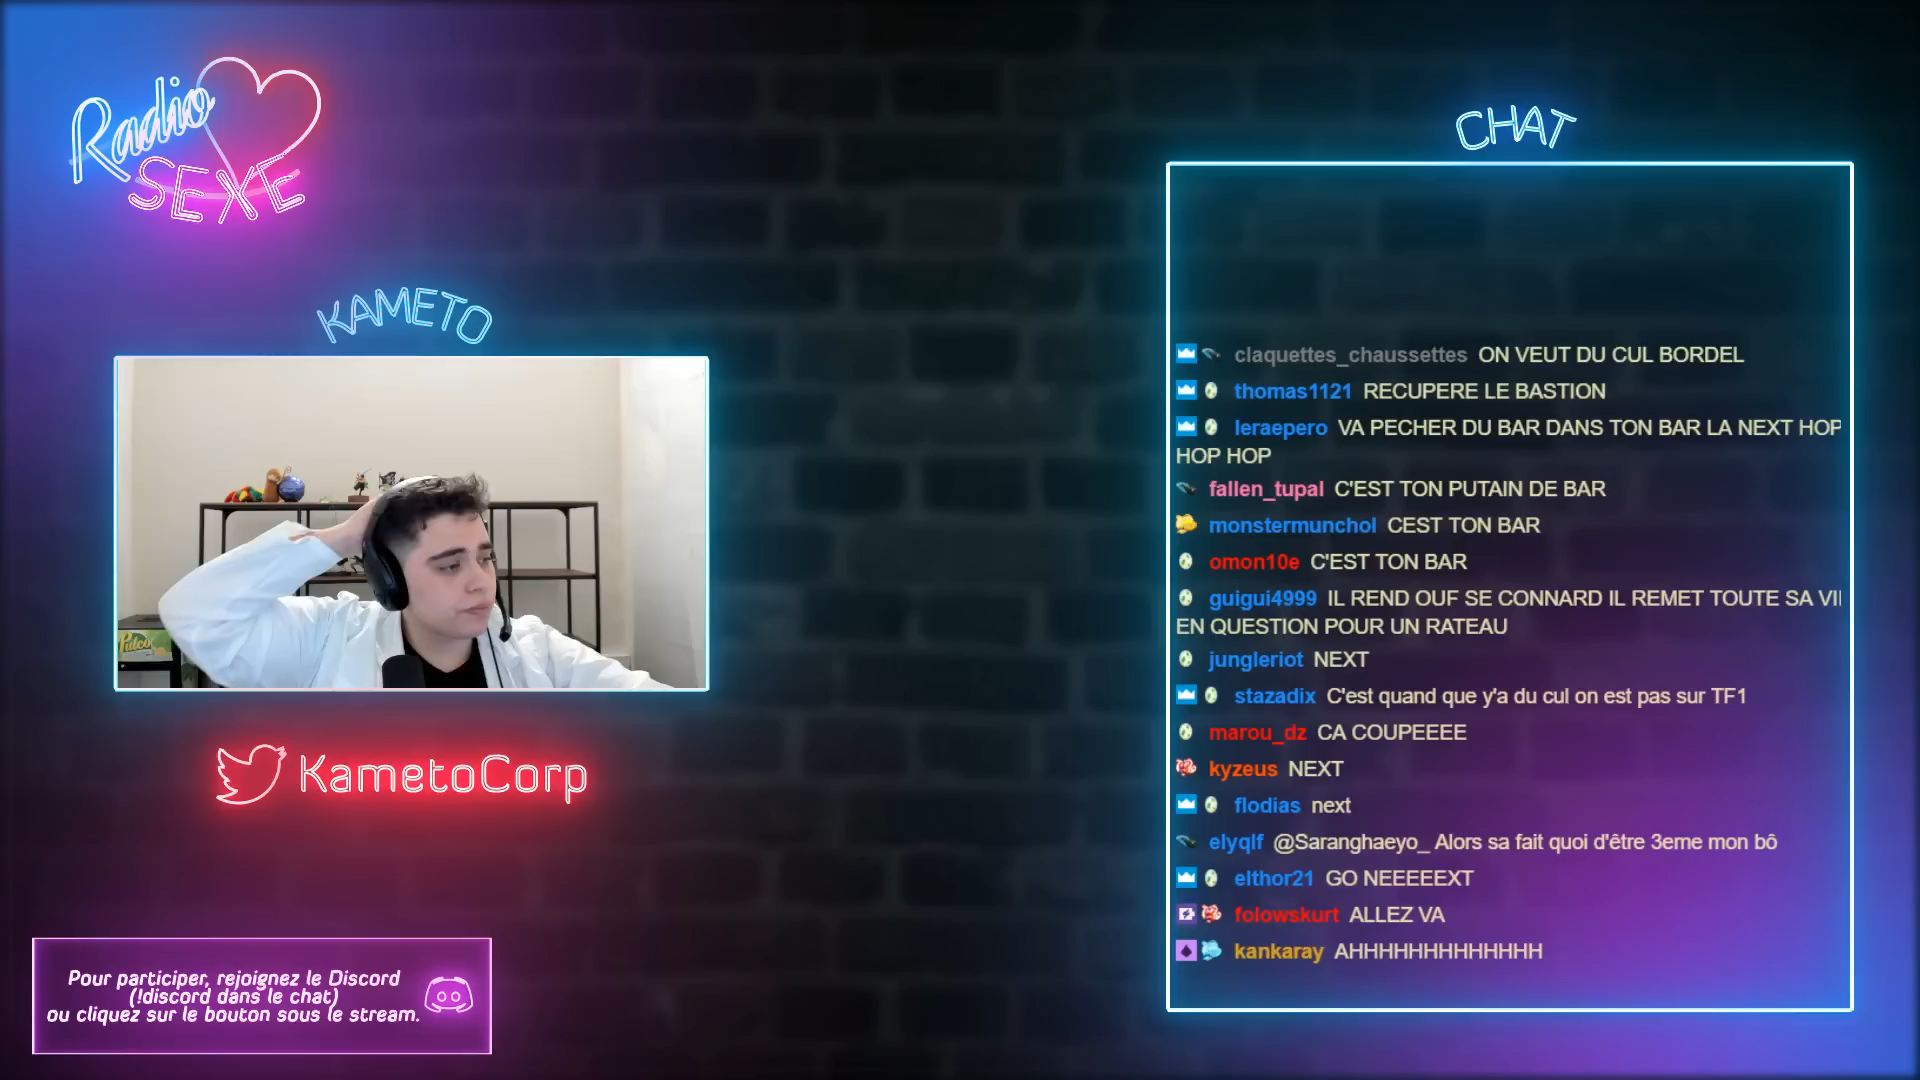 Radio
SEXE
KAMETO
Pulco
KametoCorp
Pour participer, rejoignez le Discord
(!discord dans le chat)
ou cliquez sur le bouton sous le stream.
CHAT
claquettes_chaussettes ON VEUT DU CUL BORDEL
thomas1121 RECUPERE LE BASTION
leraepero VA PECHER DU BAR DANS TON BAR LA NEXT HOP
HOP HOP
fallen_tupal C'EST TON PUTAIN DE BAR
monstermunchol CEST TON BAR
omon10e C'EST TON BAR
guigui4999 IL REND OUF SE CONNARD IL REMET TOUTE SA VI
EN QUESTION POUR UN RATEAU
jungleriot NEXT
stazadix C'est quand que y'a du cul on est pas sur TF1
marou_dz CA COUPEEEE
kyzeus NEXT
flodias next
elyqlf @Saranghaeyo_ Alors sa fait quoi d'être 3eme mon bô
elthor21 GO NEEEEEXT
folowskurt ALLEZ VA
kankaray AHHHHHHHHHHHHH